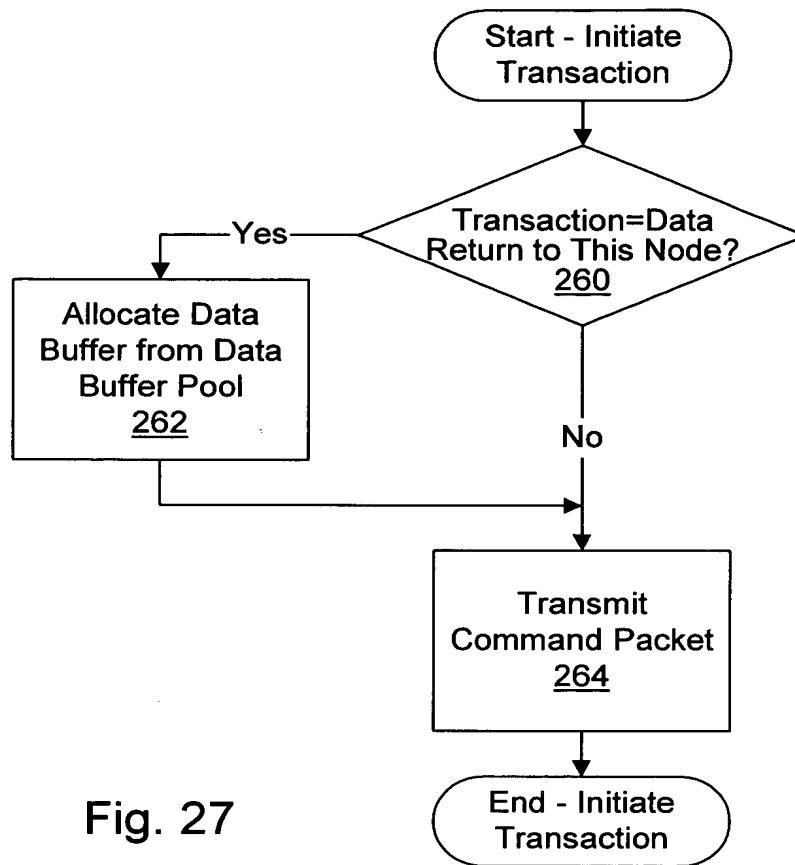 Start - Initiate
Transaction
Transaction=Data
Return to This Node?
260
Yes
Allocate Data
Buffer from Data
Buffer Pool
262
No
Transmit
Command Packet
264
End - Initiate
Transaction
Fig. 27